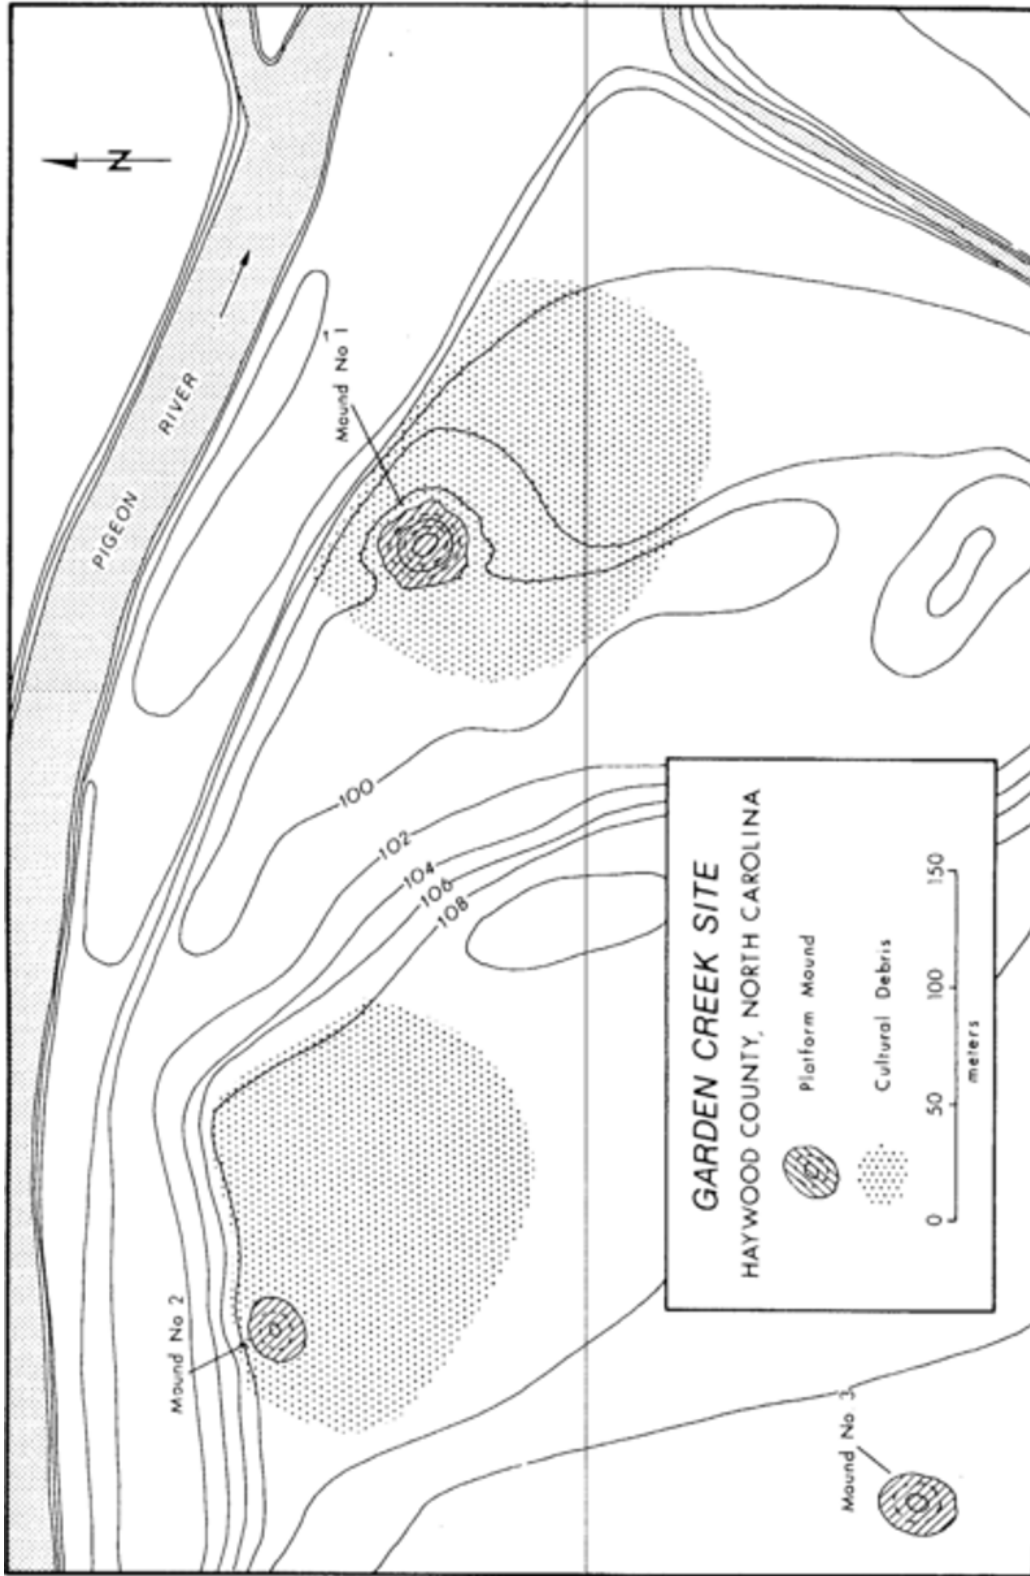 N
PIGEON RIVER
Mound No 1
Mound No 2
100
102
104
106
108
GARDEN CREEK SITE
HAYWOOD COUNTY, NORTH CAROLINA
Platform Mound
Cultural Debris
0 50 100 150
meters
Mound No 3